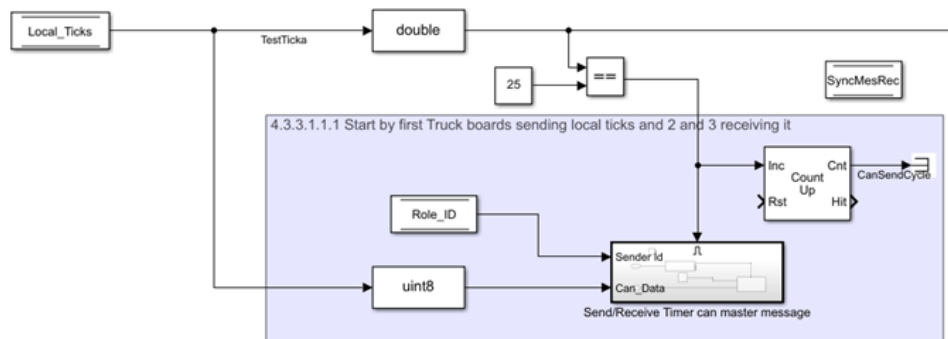 Local_Ticks
TestTicka
double
25
==
SyncMesRec
4.3.3.1.1.1 Start by first Truck boards sending local ticks and 2 and 3 receiving it
Inc
Cnt
Count
Up
CanSendCycle
Rst
Hit
Role_ID
Sender Id
uint8
Can_Data
Send/Receive Timer can master message